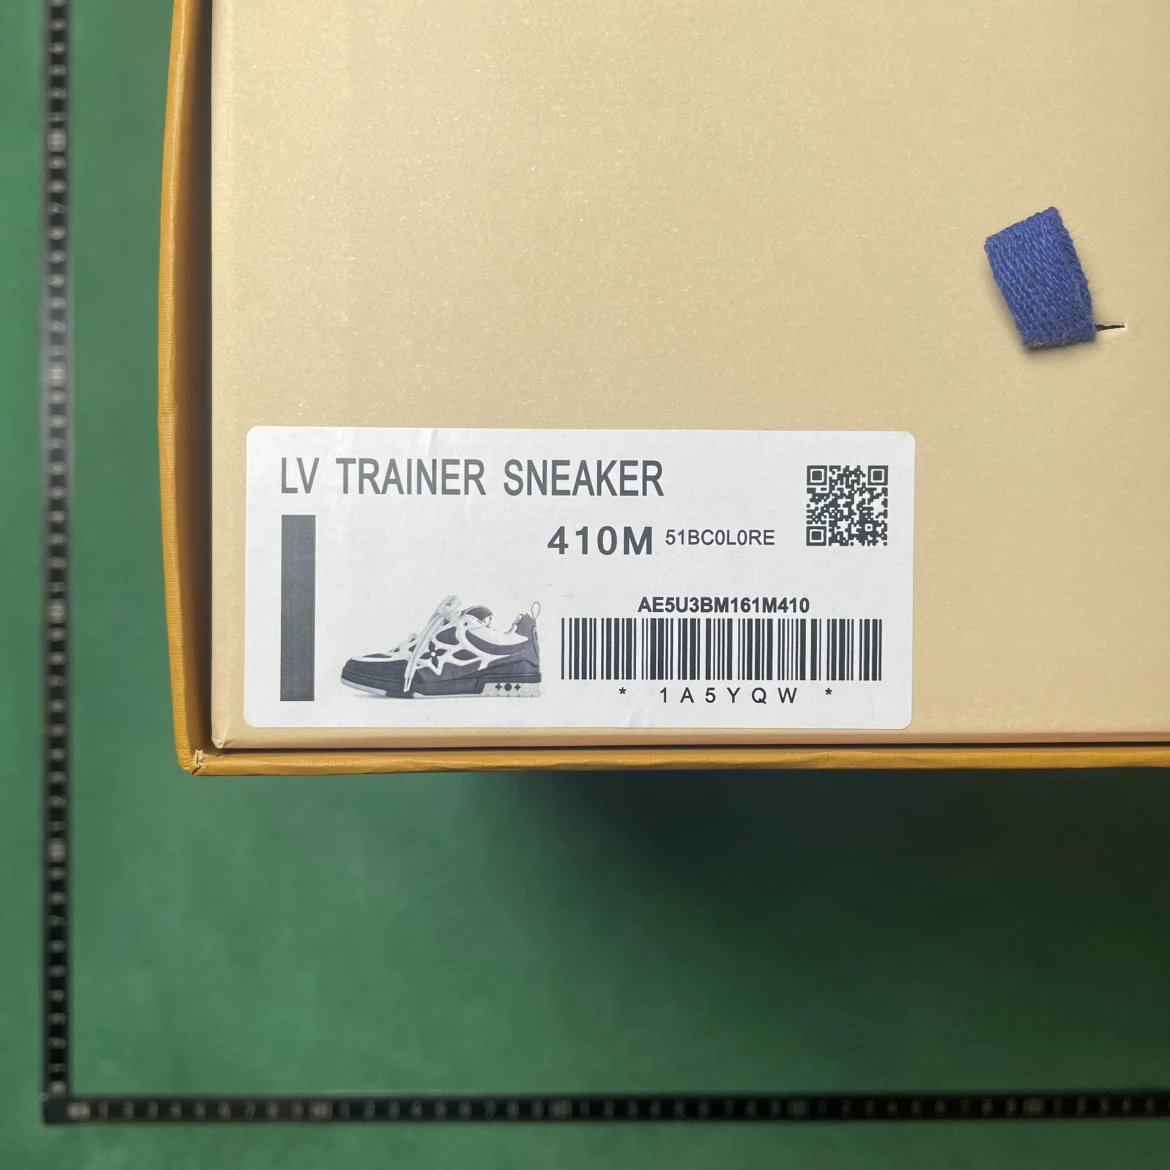 LV TRAINER SNEAKER
410M 51BC0L0RE
AE5U3BM161M410
* 1A5YQW *